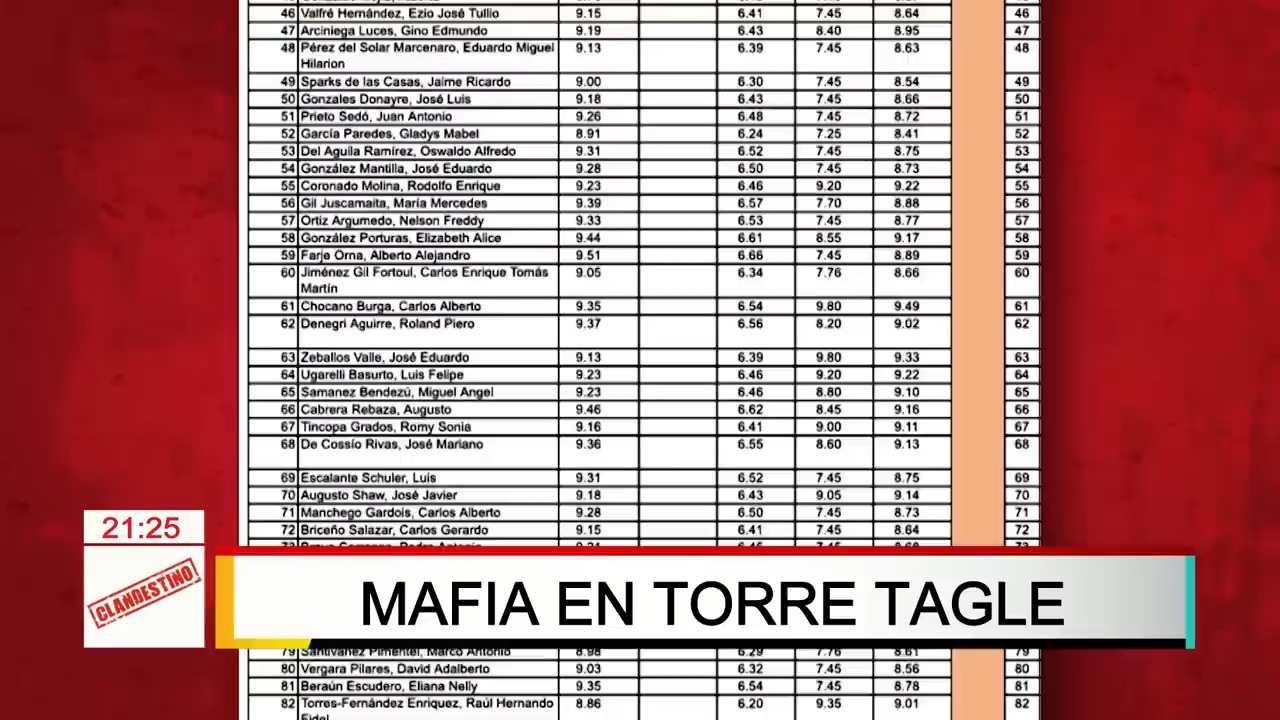 46 Valfré Hernández, Ezio José Tullio 9.15 6.41 7.45 8.64 46
47 Arciniega Luces, Gino Edmundo 9.19 6.43 8.40 8.95 47
48 Pérez del Solar Marcenaro, Eduardo Miguel 9.13 6.39 7.45 8.63 48
Hilarion
49 Sparks de las Casas, Jaime Ricardo 9.00 6.30 7.45 8.54 49
50 Gonzales Donayre, José Luis 9.18 6.43 7.45 8.66 50
51 Prieto Sedó, Juan Antonio 9.26 6.48 7.45 8.72 51
52 García Paredes, Gladys Mabel 8.91 6.24 7.25 8.41 52
53 Del Aguila Ramírez, Oswaldo Alfredo 9.31 6.52 7.45 8.75 53
54 González Mantilla, José Eduardo 9.28 6.50 7.45 8.73 54
55 Coronado Molina, Rodolfo Enrique 9.23 6.46 9.20 9.22 55
56 Gil Juscamaita, María Mercedes 9.39 6.57 7.70 8.88 56
57 Ortiz Argumedo, Nelson Freddy 9.33 6.53 7.45 8.77 57
58 González Porturas, Elizabeth Alice 9.44 6.61 8.55 9.17 58
59 Farje Orna, Alberto Alejandro 9.51 6.66 7.45 8.89 59
60 Jiménez Gil Fortoul, Carlos Enrique Tomás 9.05 6.34 7.76 8.66 60
Martín
61 Chocano Burga, Carlos Alberto 9.35 6.54 9.80 9.49 61
62 Denegri Aguirre, Roland Piero 9.37 6.56 8.20 9.02 62
63 Zeballos Valle, José Eduardo 9.13 6.39 9.80 9.33 63
64 Ugarelli Basurto, Luis Felipe 9.23 6.46 9.20 9.22 64
65 Samanez Bendezú, Miguel Angel 9.23 6.46 8.80 9.10 65
66 Cabrera Rebaza, Augusto 9.46 6.62 8.45 9.16 66
67 Tincopa Grados, Romy Sonia 9.16 6.41 9.00 9.11 67
68 De Cossío Rivas, José Mariano 9.36 6.55 8.60 9.13 68
69 Escalante Schuler, Luis 9.31 6.52 7.45 8.75 69
70 Augusto Shaw, José Javier 9.18 6.43 9.05 9.14 70
71 Manchego Gardois, Carlos Alberto 9.28 6.50 7.45 8.73 71
72 Briceño Salazar, Carlos Gerardo 9.15 6.41 7.45 8.64 72
21:25
CLANDESTINO
MAFIA EN TORRE TAGLE
79 Santivañez Pimentel, Marco Antonio 8.98 6.29 7.76 8.61 79
80 Vergara Pilares, David Adalberto 9.03 6.32 7.45 8.56 80
81 Beraún Escudero, Eliana Nelly 9.35 6.54 7.45 8.78 81
82 Torres-Fernández Enriquez, Raúl Hernando 8.86 6.20 9.35 9.01 82